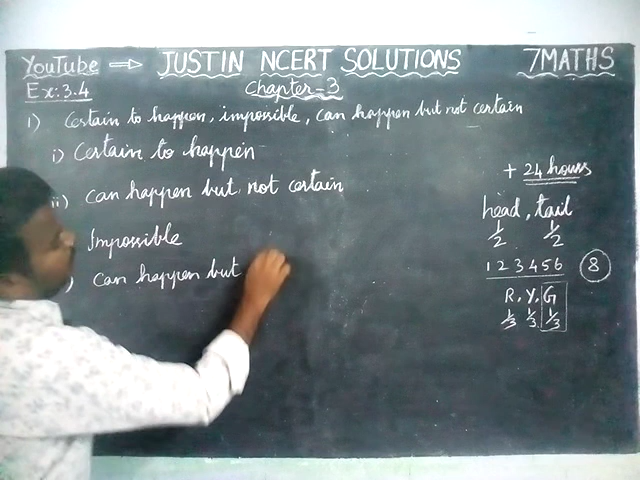 YouTube ⇒ JUSTIN NCERT SOLUTIONS 7MATHS
Ex:3.4 Chapter-3
1) Certain to happen, impossible, can happen but not certain
i) Certain to happen
ii) can happen but not certain
Impossible
) can happen but
+ 24 hours
head, tail
1/2 1/2
1 2 3 4 5 6 8
R, Y, G
1/3 1/3 1/3